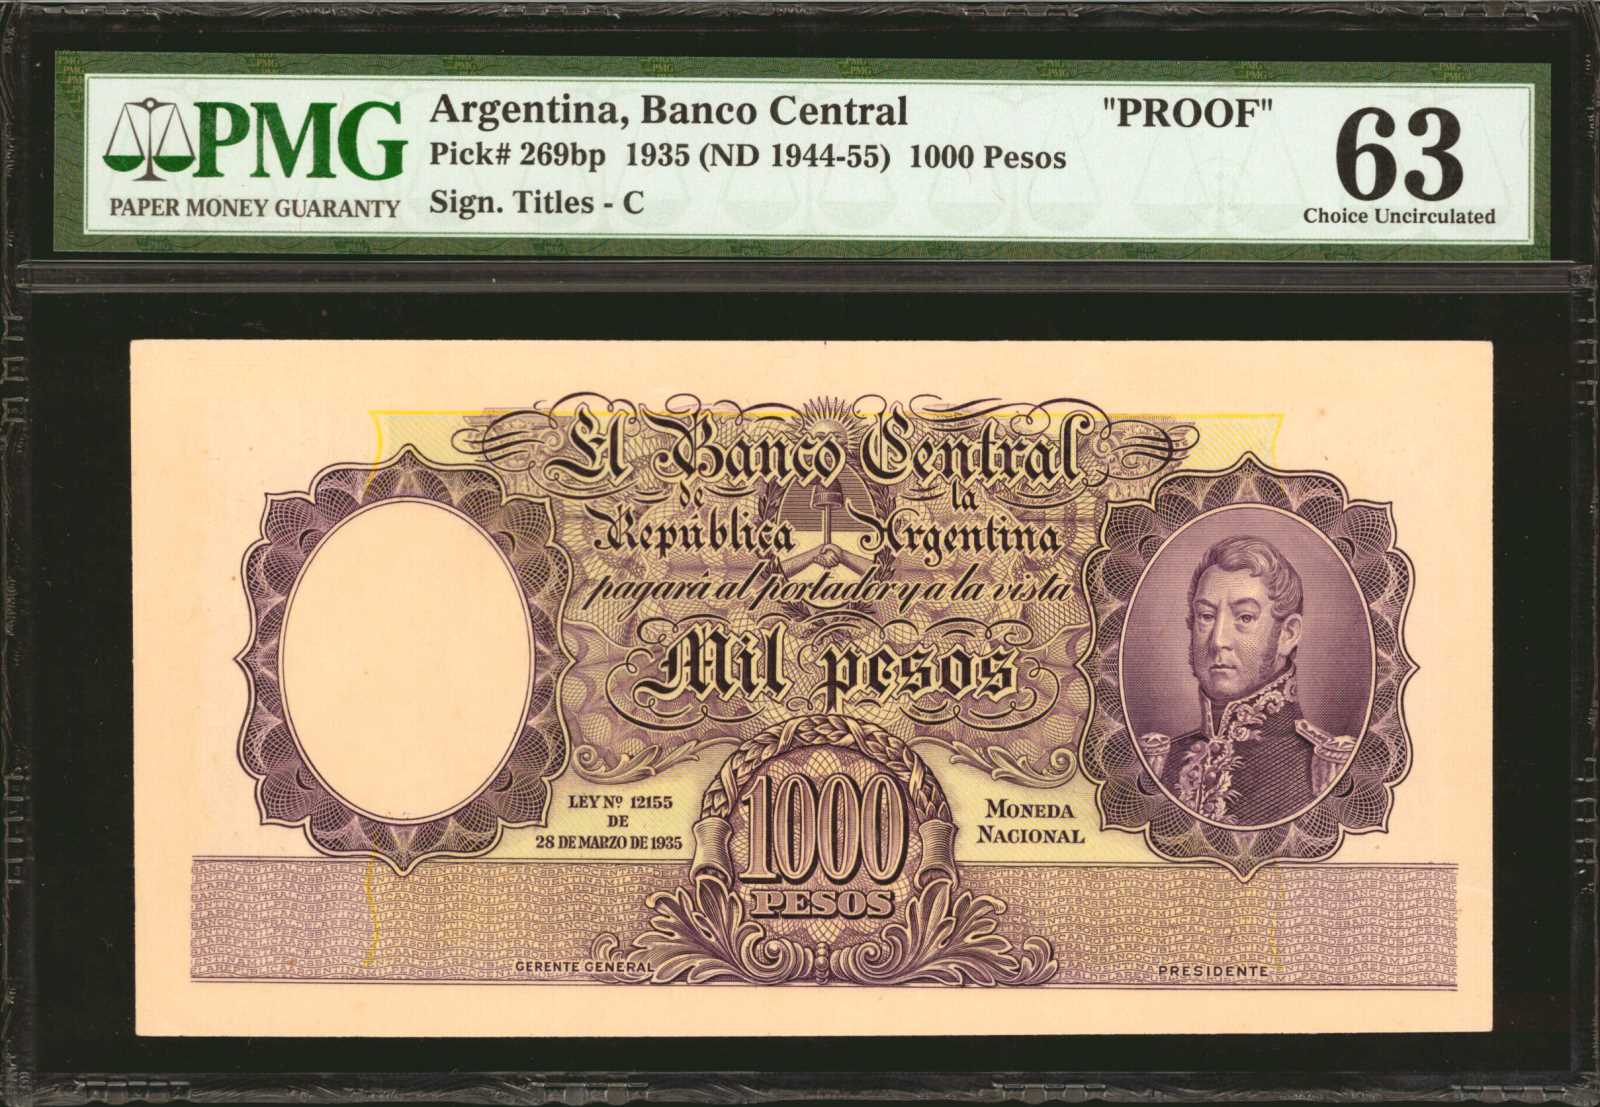 PMG
PAPER MONEY GUARANTY
Argentina, Banco Central
"PROOF"
Pick# 269bp 1935 (ND 1944-55) 1000 Pesos
Sign. Titles - C
63
Choice Uncirculated
El Banco Central
de la
República Argentina
pagará al portador y a la vista
Mil pesos
LEY Nº 12155
DE
28 DE MARZO DE 1935
1000
PESOS
MONEDA
NACIONAL
GERENTE GENERAL
PRESIDENTE